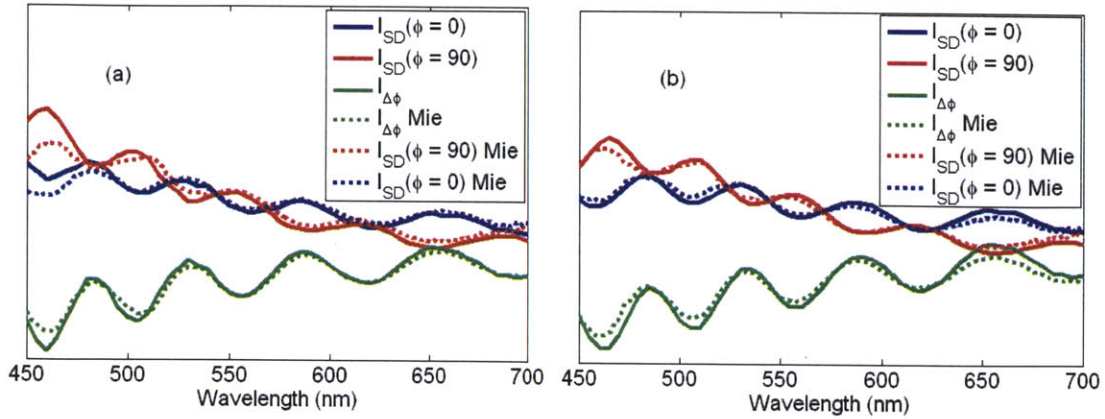 (a)
I_SD(ϕ = 0)
I_SD(ϕ = 90)
I_Δϕ
I_Δϕ Mie
I_SD(ϕ = 90) Mie
I_SD(ϕ = 0) Mie
450 500 550 600 650 700
Wavelength (nm)
(b)
I_SD(ϕ = 0)
I_SD(ϕ = 90)
I_Δϕ
I_Δϕ Mie
I_SD(ϕ = 90) Mie
I_SD(ϕ = 0) Mie
450 500 550 600 650 700
Wavelength (nm)